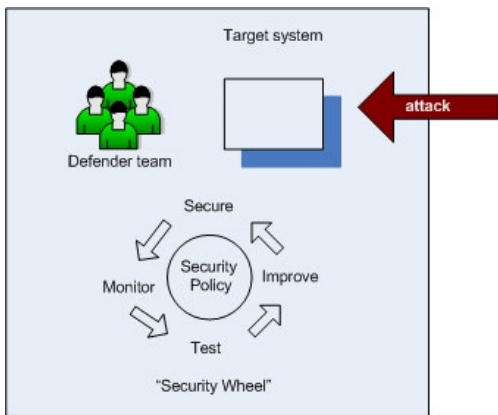 Target system
attack
Defender team
Secure
Security
Policy
Monitor
Improve
Test
"Security Wheel"